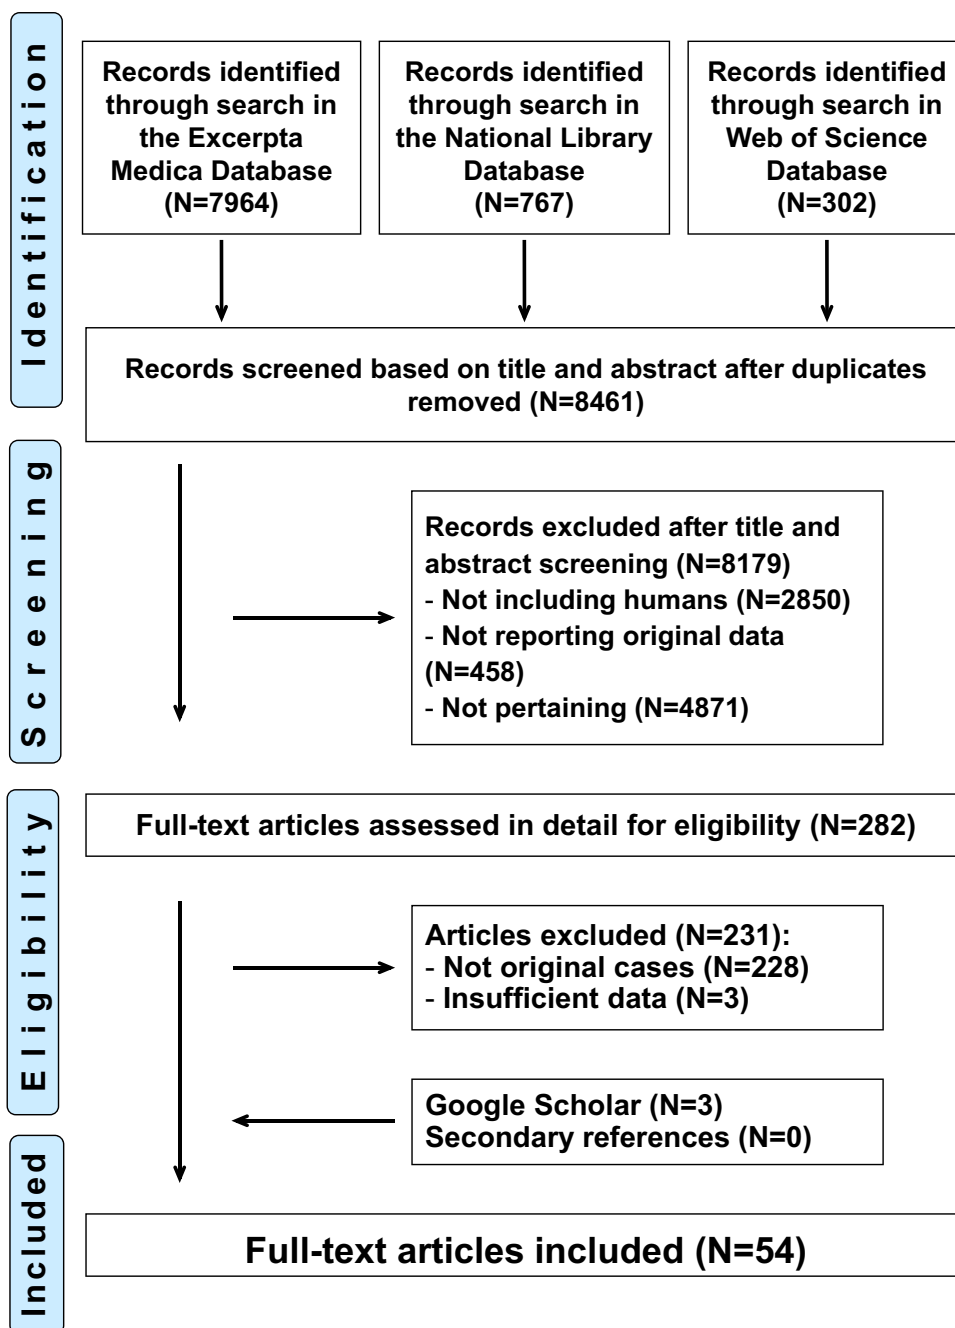 Identification
Records identified
through search in
the Excerpta
Medica Database
(N=7964)
Records identified
through search in
the National Library
Database
(N=767)
Records identified
through search in
Web of Science
Database
(N=302)
Records screened based on title and abstract after duplicates
removed (N=8461)
Screening
Records excluded after title and
abstract screening (N=8179)
- Not including humans (N=2850)
- Not reporting original data
(N=458)
- Not pertaining (N=4871)
Eligibility
Full-text articles assessed in detail for eligibility (N=282)
Articles excluded (N=231):
- Not original cases (N=228)
- Insufficient data (N=3)
Google Scholar (N=3)
Secondary references (N=0)
Included
Full-text articles included (N=54)